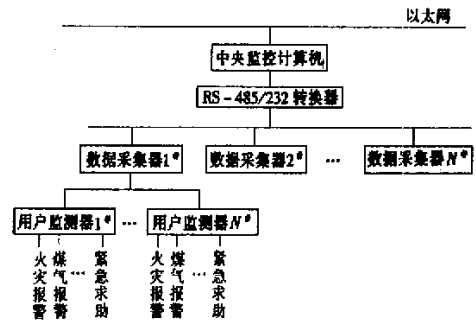 以太网
中央监控计算机
RS-485/232 转换器
数据采集器1# 数据采集器2# … 数据采集器N#
用户监测器1# … 用户监测器N#
火灾报警 煤气报警 … 紧急求助 火灾报警 煤气报警 … 紧急求助